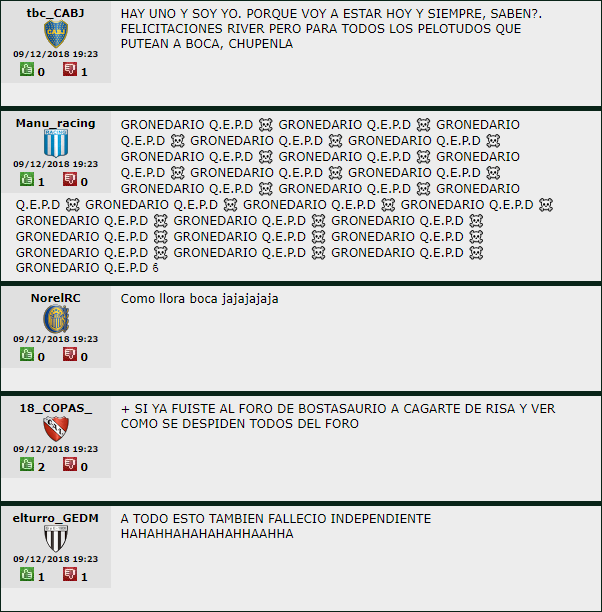 tbc_CABJ
09/12/2018 19:23
0 1
HAY UNO Y SOY YO. PORQUE VOY A ESTAR HOY Y SIEMPRE, SABEN?.
FELICITACIONES RIVER PERO PARA TODOS LOS PELOTUDOS QUE
PUTEAN A BOCA, CHUPENLA
Manu_racing
09/12/2018 19:23
1 0
GRONEDARIO Q.E.P.D ☠ GRONEDARIO Q.E.P.D ☠ GRONEDARIO
Q.E.P.D ☠ GRONEDARIO Q.E.P.D ☠ GRONEDARIO Q.E.P.D ☠
GRONEDARIO Q.E.P.D ☠ GRONEDARIO Q.E.P.D ☠ GRONEDARIO
Q.E.P.D ☠ GRONEDARIO Q.E.P.D ☠ GRONEDARIO Q.E.P.D ☠
GRONEDARIO Q.E.P.D ☠ GRONEDARIO Q.E.P.D ☠ GRONEDARIO
Q.E.P.D ☠ GRONEDARIO Q.E.P.D ☠ GRONEDARIO Q.E.P.D ☠ GRONEDARIO Q.E.P.D ☠
GRONEDARIO Q.E.P.D ☠ GRONEDARIO Q.E.P.D ☠ GRONEDARIO Q.E.P.D ☠
GRONEDARIO Q.E.P.D ☠ GRONEDARIO Q.E.P.D ☠ GRONEDARIO Q.E.P.D ☠
GRONEDARIO Q.E.P.D ☠ GRONEDARIO Q.E.P.D ☠ GRONEDARIO Q.E.P.D ☠
GRONEDARIO Q.E.P.D 6
NorelRC
09/12/2018 19:23
0 0
Como llora boca jajajajaja
18_COPAS_
09/12/2018 19:23
2 0
+ SI YA FUISTE AL FORO DE BOSTASAURIO A CAGARTE DE RISA Y VER
COMO SE DESPIDEN TODOS DEL FORO
elturro_GEDM
09/12/2018 19:23
1 1
A TODO ESTO TAMBIEN FALLECIO INDEPENDIENTE
HAHAHHAHAHAHAHHAAHHA